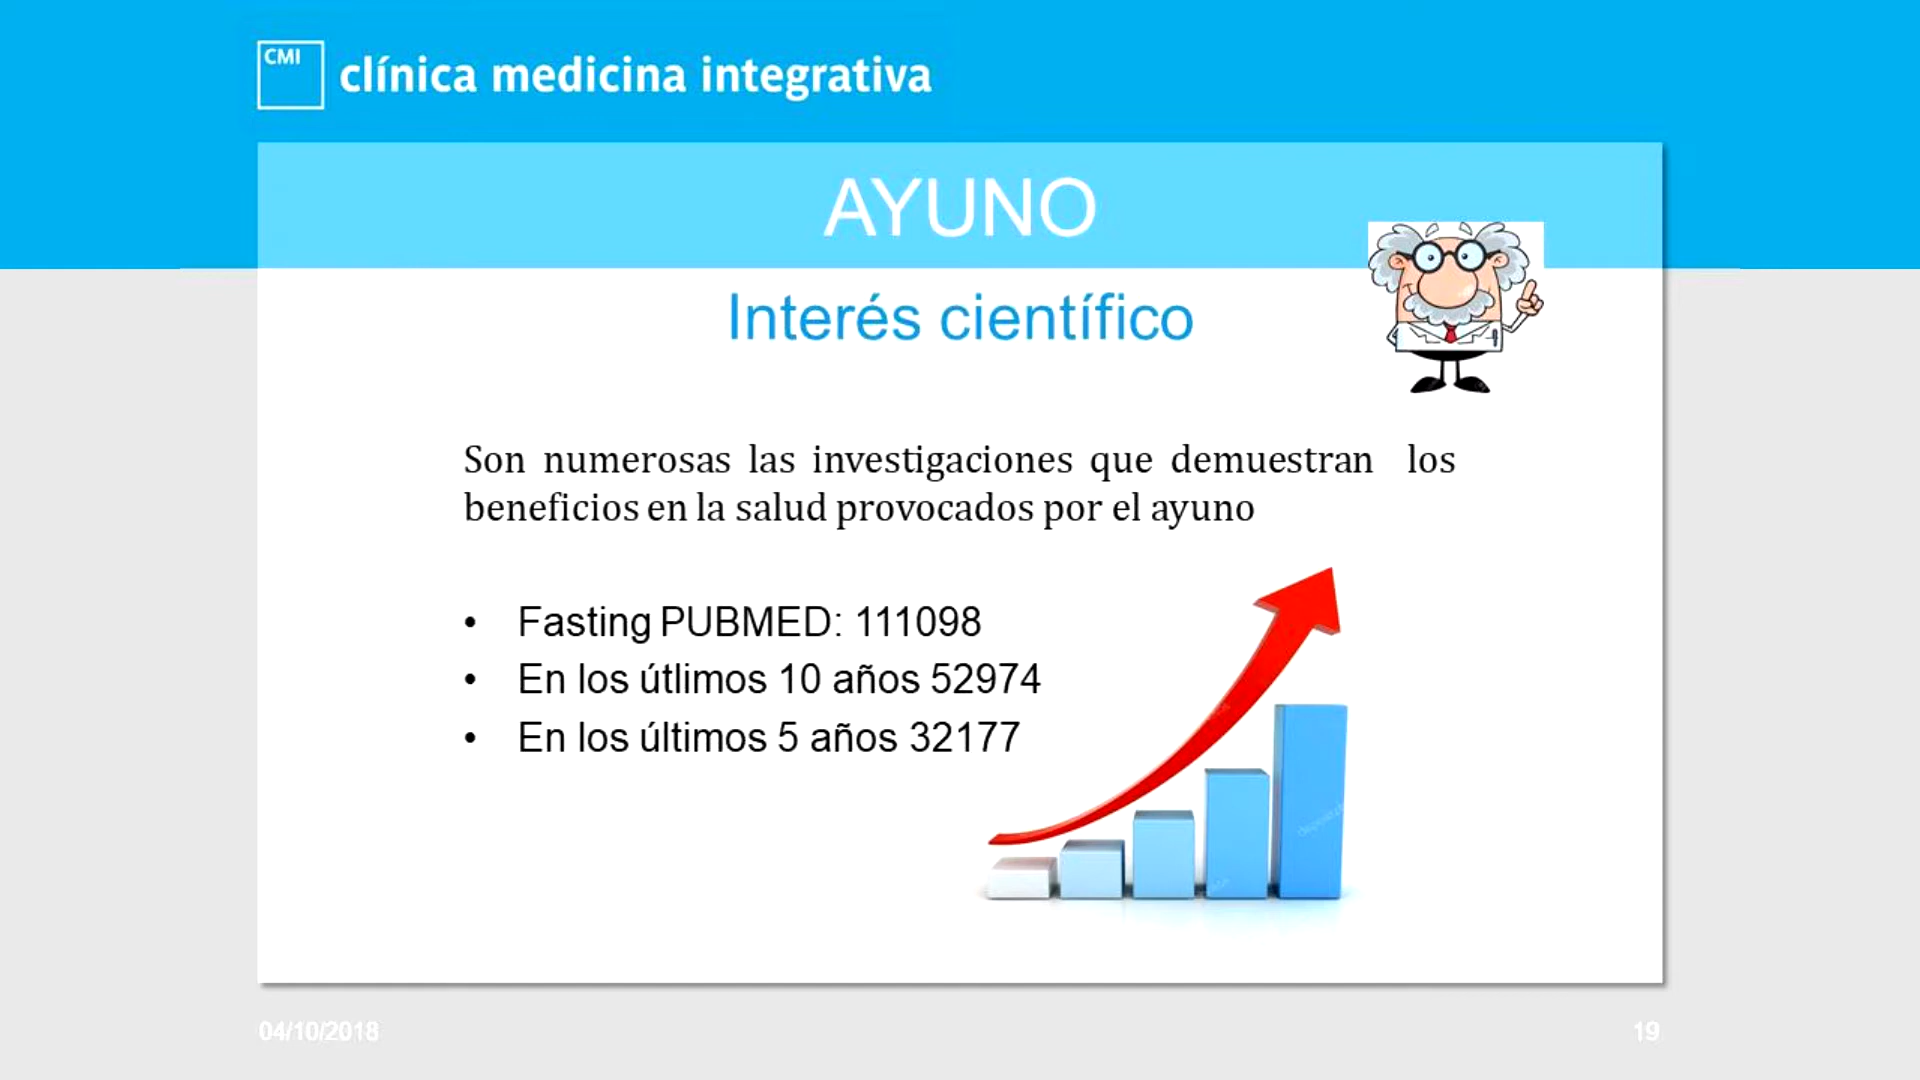 CMI
clínica medicina integrativa
AYUNO
Interés científico
Son numerosas las investigaciones que demuestran los
beneficios en la salud provocados por el ayuno
• Fasting PUBMED: 111098
• En los útlimos 10 años 52974
• En los últimos 5 años 32177
04/10/2018
19